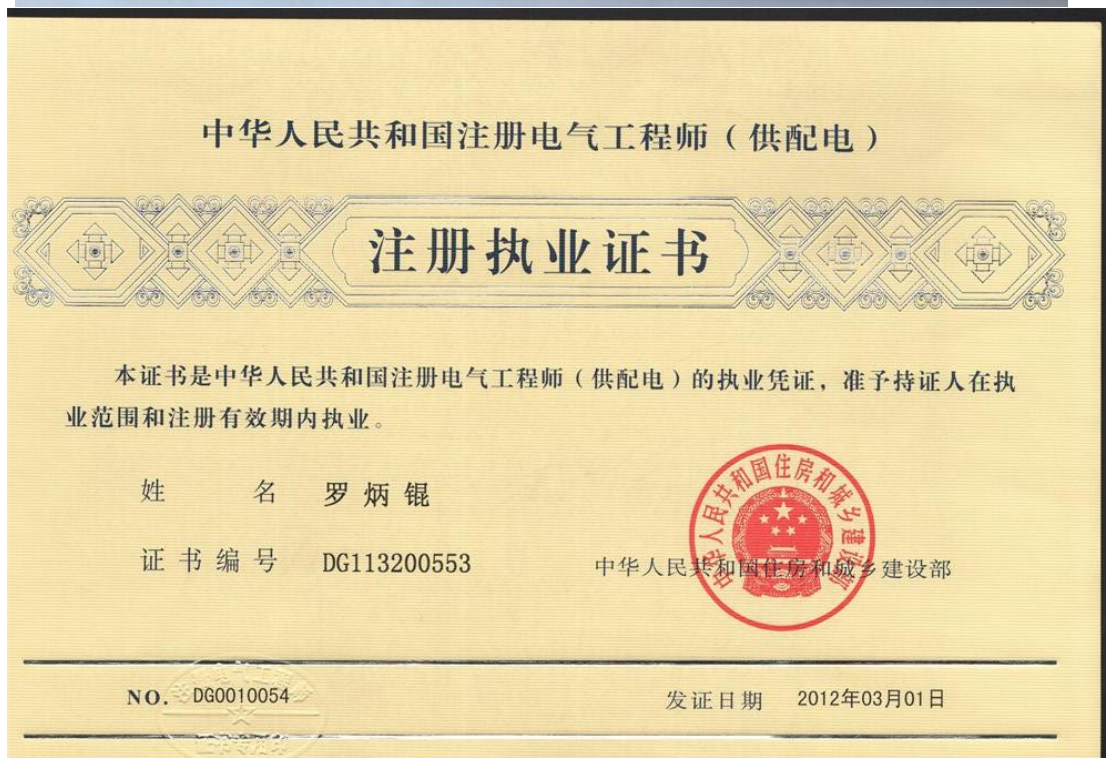 中华人民共和国注册电气工程师（供配电）
注册执业证书
本证书是中华人民共和国注册电气工程师（供配电）的执业凭证，准予持证人在执
业范围和注册有效期内执业。
姓 名 罗炳锟
证书编号 DG113200553
中华人民共和国住房和城乡建设部
中华人民共和国住房和城乡建设部
NO. DG0010054
发证日期 2012年03月01日
证书专用印